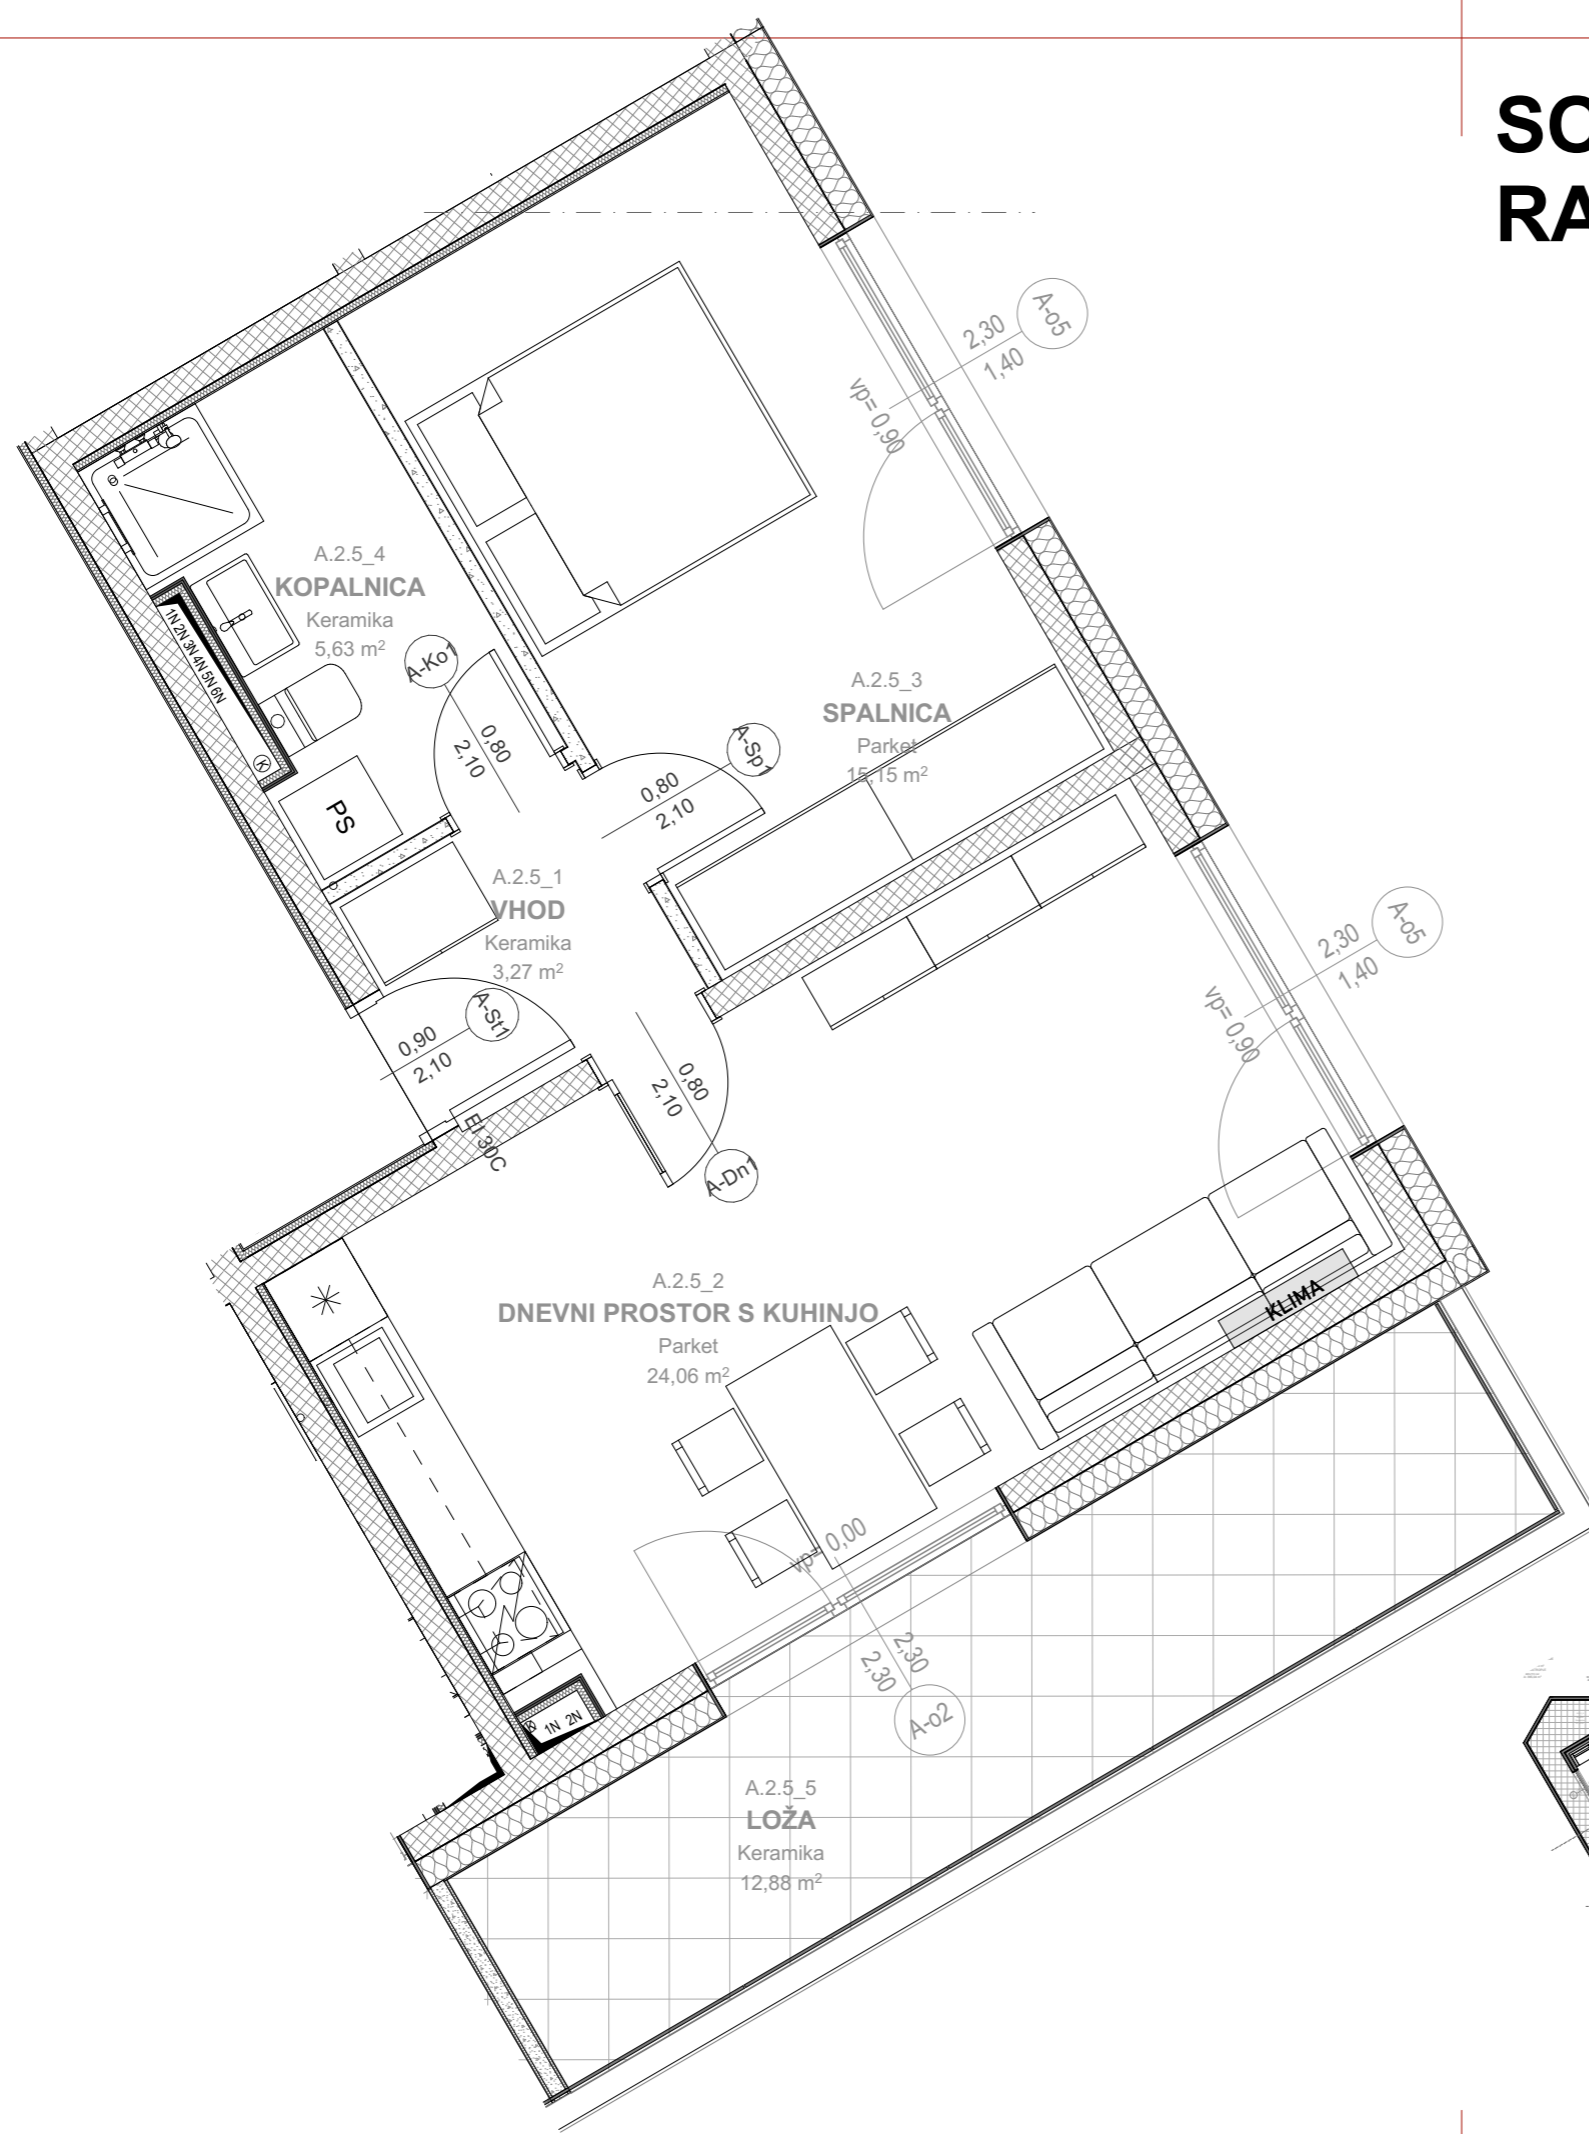 SO
RA
A-o5
2,30
1,40
vp= 0,90
A.2.5_4
KOPALNICA
Keramika
5,63 m²
1N 2N 3N 4N 5N 6N
K
PS
A-Ko1
0,80
2,10
A-Sp1
0,80
2,10
A.2.5_3
SPALNICA
Parket
15,15 m²
A.2.5_1
VHOD
Keramika
3,27 m²
A-St1
0,90
2,10
EI 30C
0,80
2,10
A-Dn1
A-o5
2,30
1,40
vp= 0,90
A.2.5_2
DNEVNI PROSTOR S KUHINJO
Parket
24,06 m²
KLIMA
vp= 0,00
2,30
2,30
A-o2
K 1N 2N
A.2.5_5
LOŽA
Keramika
12,88 m²